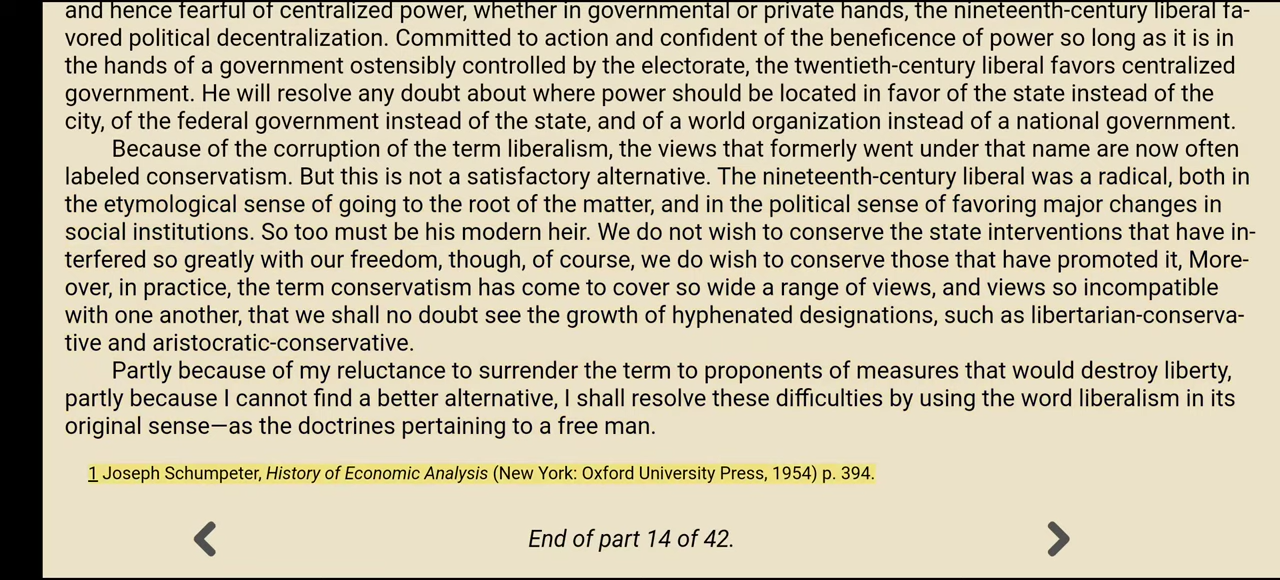 and hence fearful of centralized power, whether in governmental or private hands, the nineteenth-century liberal fa-
vored political decentralization. Committed to action and confident of the beneficence of power so long as it is in
the hands of a government ostensibly controlled by the electorate, the twentieth-century liberal favors centralized
government. He will resolve any doubt about where power should be located in favor of the state instead of the
city, of the federal government instead of the state, and of a world organization instead of a national government.
Because of the corruption of the term liberalism, the views that formerly went under that name are now often
labeled conservatism. But this is not a satisfactory alternative. The nineteenth-century liberal was a radical, both in
the etymological sense of going to the root of the matter, and in the political sense of favoring major changes in
social institutions. So too must be his modern heir. We do not wish to conserve the state interventions that have in-
terfered so greatly with our freedom, though, of course, we do wish to conserve those that have promoted it, More-
over, in practice, the term conservatism has come to cover so wide a range of views, and views so incompatible
with one another, that we shall no doubt see the growth of hyphenated designations, such as libertarian-conserva-
tive and aristocratic-conservative.
Partly because of my reluctance to surrender the term to proponents of measures that would destroy liberty,
partly because I cannot find a better alternative, I shall resolve these difficulties by using the word liberalism in its
original sense—as the doctrines pertaining to a free man.
1 Joseph Schumpeter, History of Economic Analysis (New York: Oxford University Press, 1954) p. 394.
End of part 14 of 42.